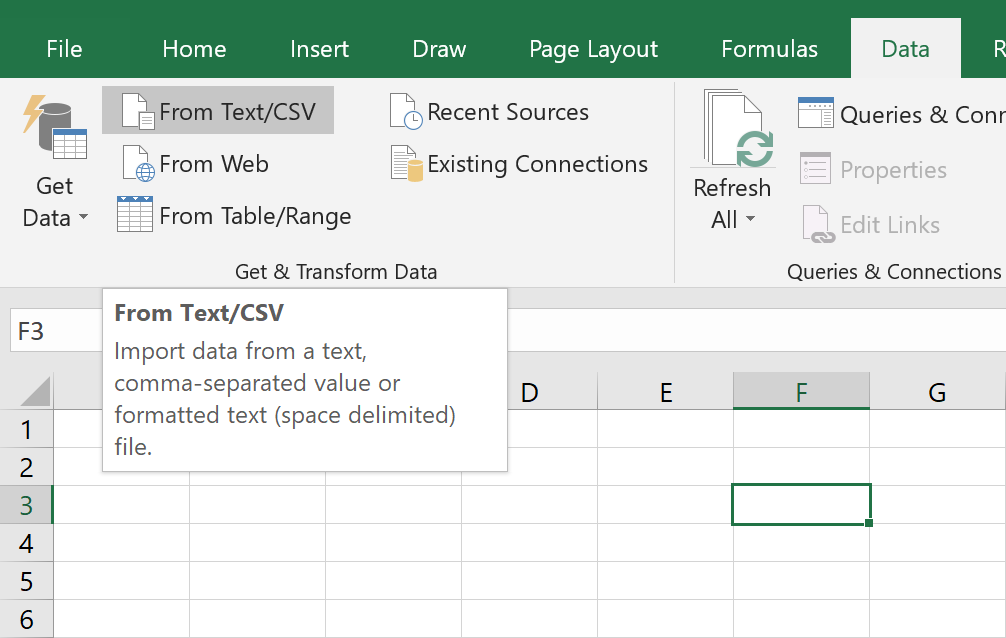 File Home Insert Draw Page Layout Formulas Data R
From Text/CSV
From Web
From Table/Range
Get
Data
Recent Sources
Existing Connections
Get & Transform Data
Refresh
All
Queries & Conn
Properties
Edit Links
Queries & Connections
F3
From Text/CSV
Import data from a text,
comma-separated value or
formatted text (space delimited)
file.
D E F G
1
2
3
4
5
6